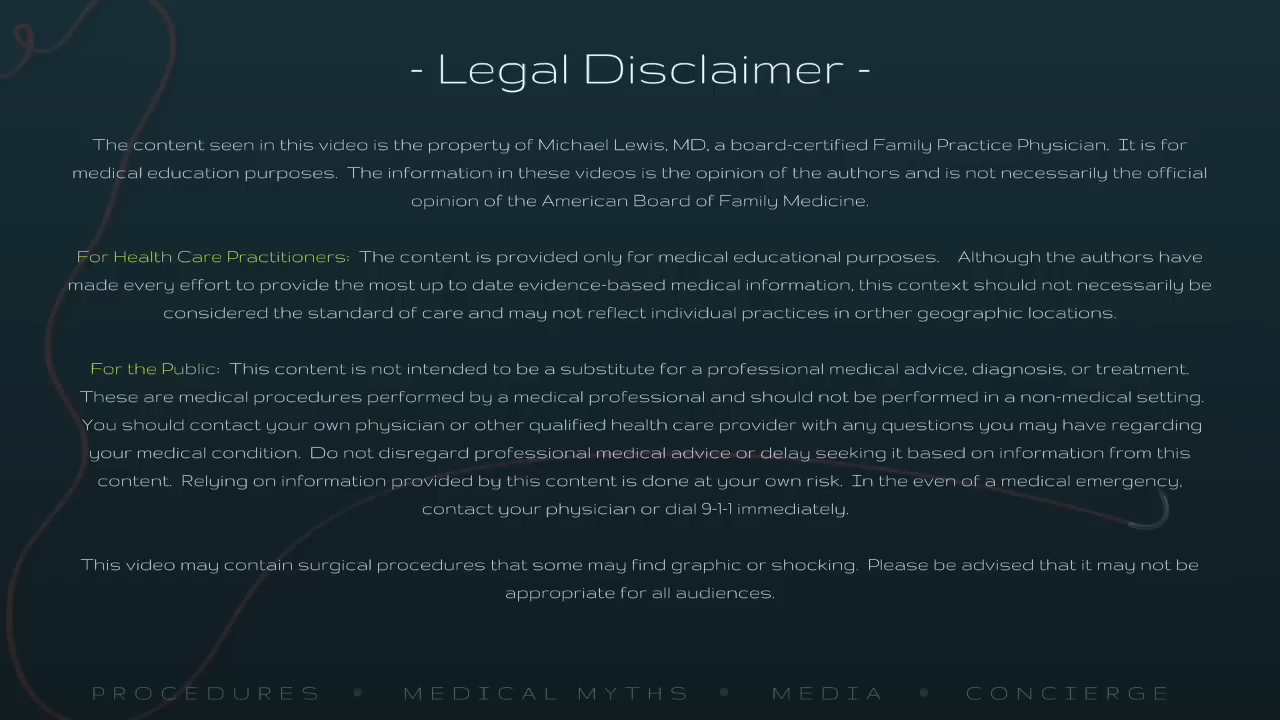 - Legal Disclaimer -
The content seen in this video is the property of Michael Lewis, MD, a board-certified Family Practice Physician. It is for
medical education purposes. The information in these videos is the opinion of the authors and is not necessarily the official
opinion of the American Board of Family Medicine.
For Health Care Practitioners: The content is provided only for medical educational purposes. Although the authors have
made every effort to provide the most up to date evidence-based medical information, this context should not necessarily be
considered the standard of care and may not reflect individual practices in orther geographic locations.
For the Public: This content is not intended to be a substitute for a professional medical advice, diagnosis, or treatment.
These are medical procedures performed by a medical professional and should not be performed in a non-medical setting.
You should contact your own physician or other qualified health care provider with any questions you may have regarding
your medical condition. Do not disregard professional medical advice or delay seeking it based on information from this
content. Relying on information provided by this content is done at your own risk. In the even of a medical emergency,
contact your physician or dial 9-1-1 immediately.
This video may contain surgical procedures that some may find graphic or shocking. Please be advised that it may not be
appropriate for all audiences.
PROCEDURES • MEDICAL MYTHS • MEDIA • CONCIERGE